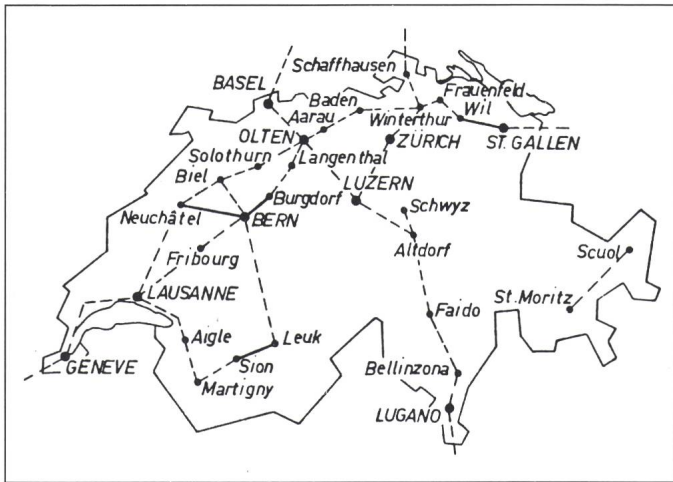 Schaffhausen
BASEL
Frauenfeld
Baden
Wil
Aarau
Winterthur
OLTEN
ZÜRICH
ST. GALLEN
Solothurn
Langenthal
Biel
LUZERN
Burgdorf
Schwyz
Neuchâtel
BERN
Altdorf
Fribourg
Scuol
LAUSANNE
St. Moritz
Faido
Aigle
Leuk
Sion
GENEVE
Bellinzona
Martigny
LUGANO